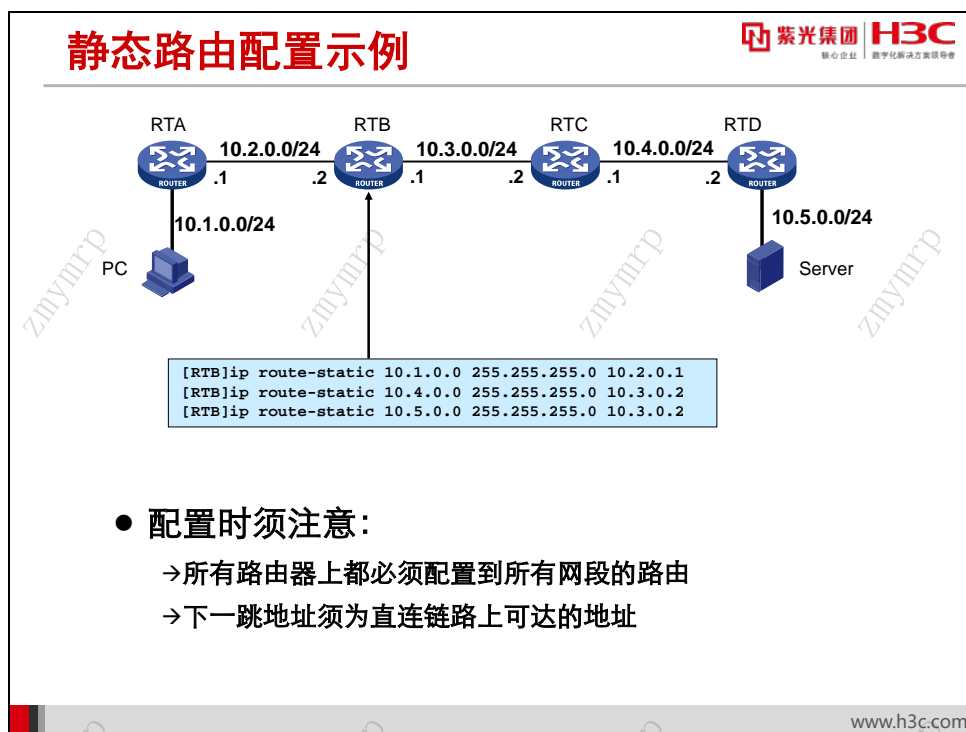 静态路由配置示例
紫光集团 H3C
核心企业 数字化解决方案领导者
RTA RTB RTC RTD
10.2.0.0/24 10.3.0.0/24 10.4.0.0/24
ROUTER .1 .2 ROUTER .1 .2 ROUTER .1 .2 ROUTER
10.1.0.0/24 10.5.0.0/24
PC Server
zmymrp zmymrp zmymrp zmymrp
[RTB]ip route-static 10.1.0.0 255.255.255.0 10.2.0.1
[RTB]ip route-static 10.4.0.0 255.255.255.0 10.3.0.2
[RTB]ip route-static 10.5.0.0 255.255.255.0 10.3.0.2
● 配置时须注意：
→所有路由器上都必须配置到所有网段的路由
→下一跳地址须为直连链路上可达的地址
www.h3c.com